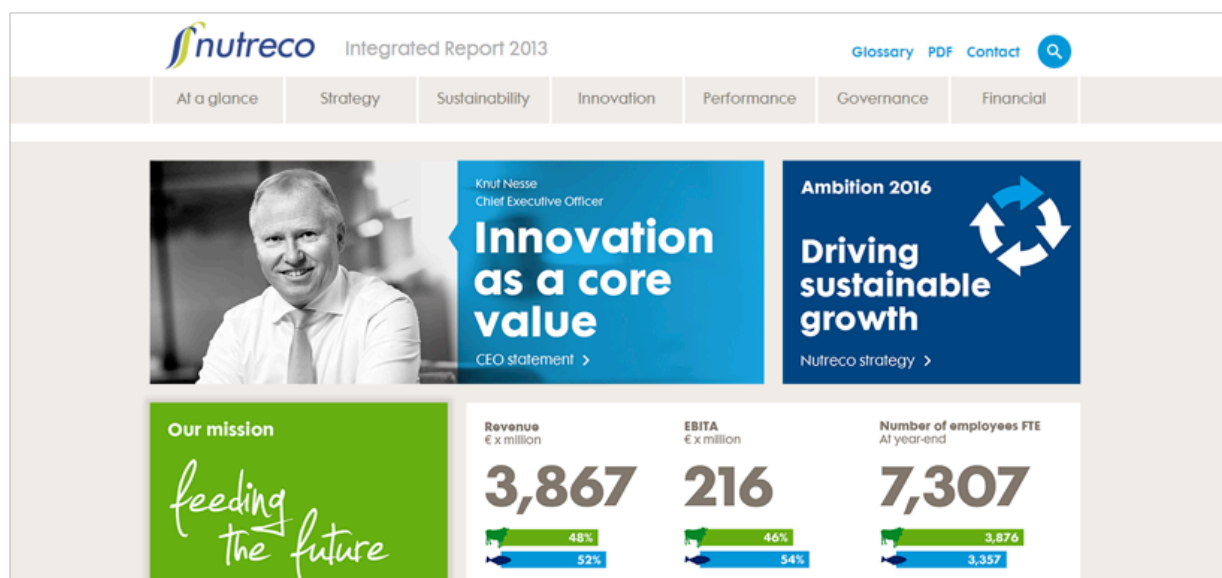 nutreco
Integrated Report 2013
Glossary PDF Contact
At a glance Strategy Sustainability Innovation Performance Governance Financial
Knut Nesse
Chief Executive Officer
Innovation
as a core
value
CEO statement >
Ambition 2016
Driving
sustainable
growth
Nutreco strategy >
Our mission
feeding
the future
Revenue
€ x million
3,867
48%
52%
EBITA
€ x million
216
46%
54%
Number of employees FTE
At year-end
7,307
3,876
3,357